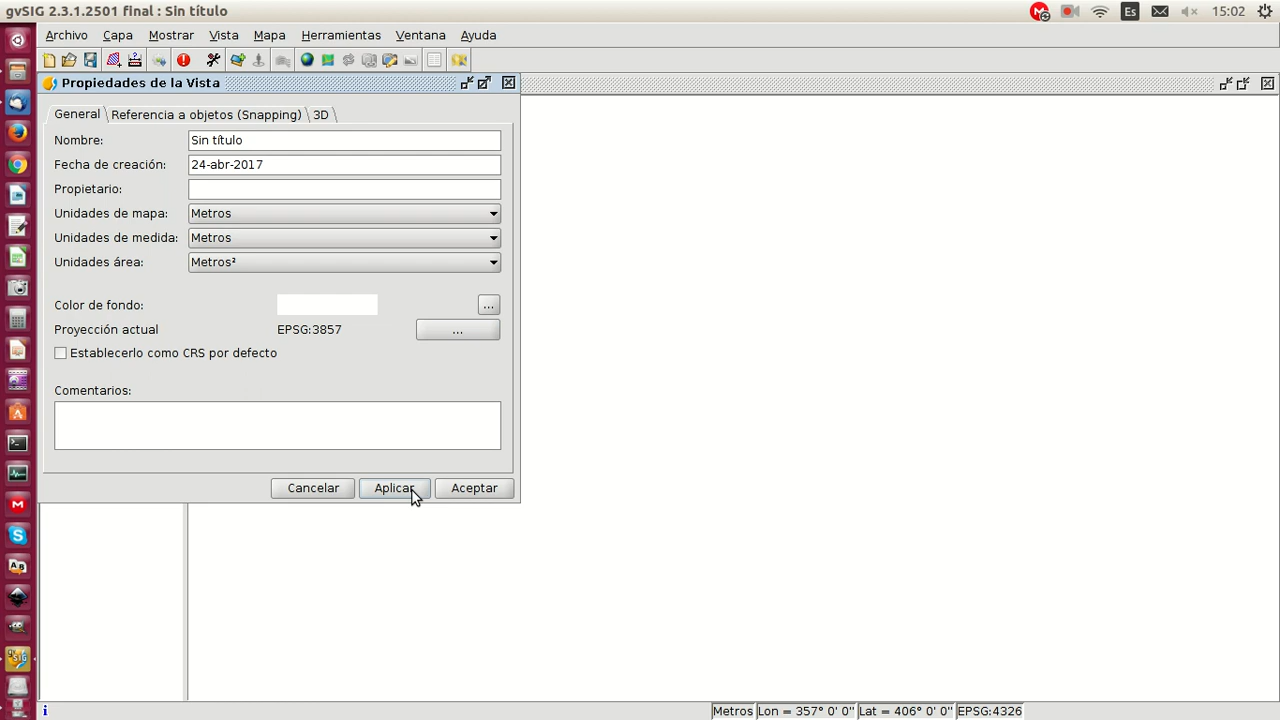 gvSIG 2.3.1.2501 final : Sin título
Es
15:02
Archivo Capa Mostrar Vista Mapa Herramientas Ventana Ayuda
Propiedades de la Vista
General Referencia a objetos (Snapping) 3D
Nombre: Sin título
Fecha de creación: 24-abr-2017
Propietario:
Unidades de mapa: Metros
Unidades de medida: Metros
Unidades área: Metros²
Color de fondo: ...
Proyección actual EPSG:3857 ...
Establecerlo como CRS por defecto
Comentarios:
Cancelar Aplicar Aceptar
Metros Lon = 357° 0' 0'' Lat = 406° 0' 0'' EPSG:4326